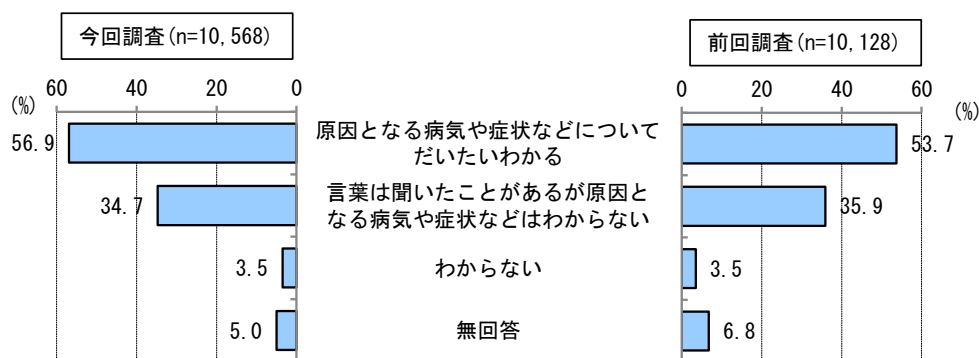 今回調査(n=10,568)
前回調査(n=10,128)
60 40 20 0
0 20 40 60
(%)
(%)
原因となる病気や症状などについて
だいたいわかる
56.9
53.7
言葉は聞いたことがあるが原因と
なる病気や症状などはわからない
34.7
35.9
3.5
わからない
3.5
5.0
無回答
6.8